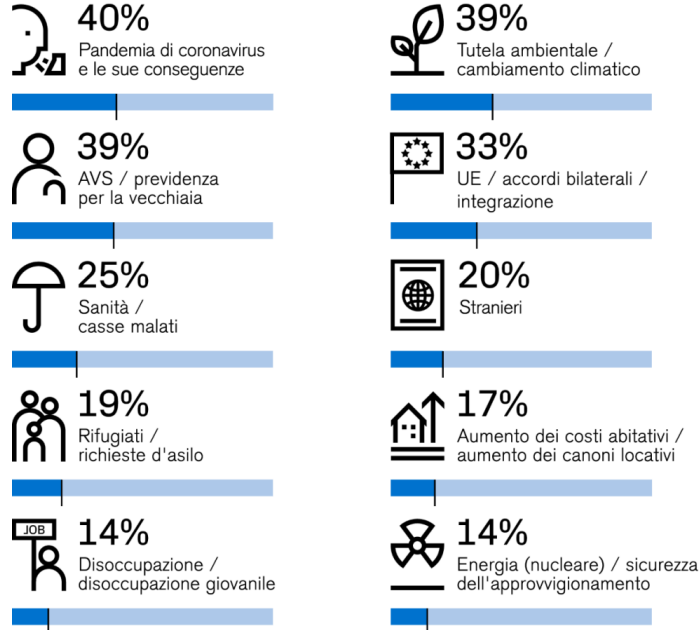 40%
Pandemia di coronavirus
e le sue conseguenze
39%
Tutela ambientale /
cambiamento climatico
39%
AVS / previdenza
per la vecchiaia
33%
UE / accordi bilaterali /
integrazione
25%
Sanità /
casse malati
20%
Stranieri
19%
Rifugiati /
richieste d'asilo
17%
Aumento dei costi abitativi /
aumento dei canoni locativi
JOB
14%
Disoccupazione /
disoccupazione giovanile
14%
Energia (nucleare) / sicurezza
dell'approvvigionamento